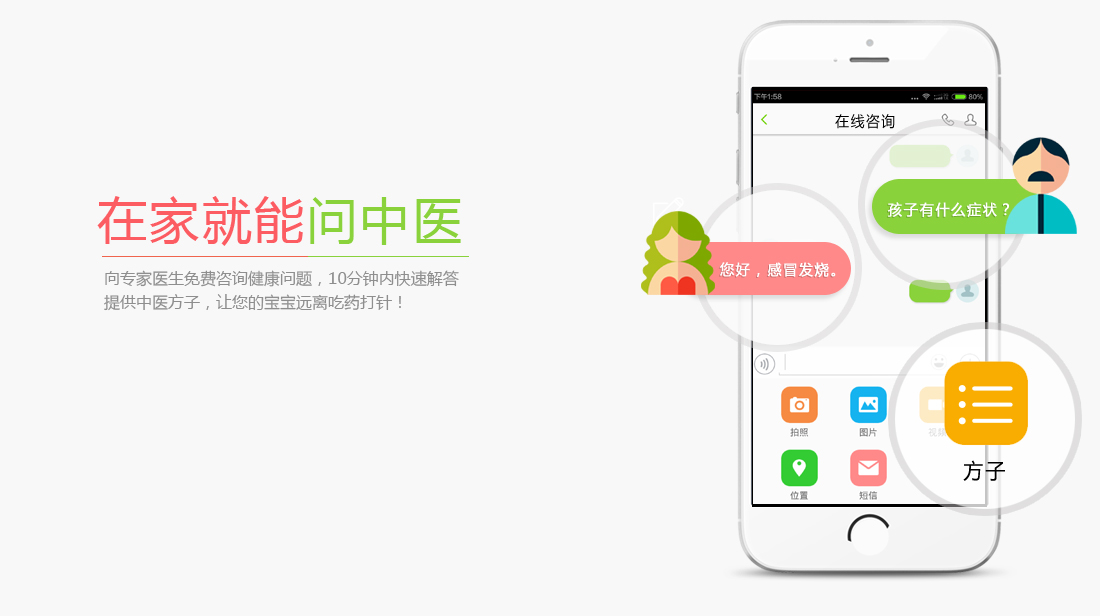 在家就能问中医
向专家医生免费咨询健康问题，10分钟内快速解答
提供中医方子，让您的宝宝远离吃药打针！
下午1:58
80%
在线咨询
孩子有什么症状？
您好，感冒发烧。
拍照
图片
视频
位置
短信
方子